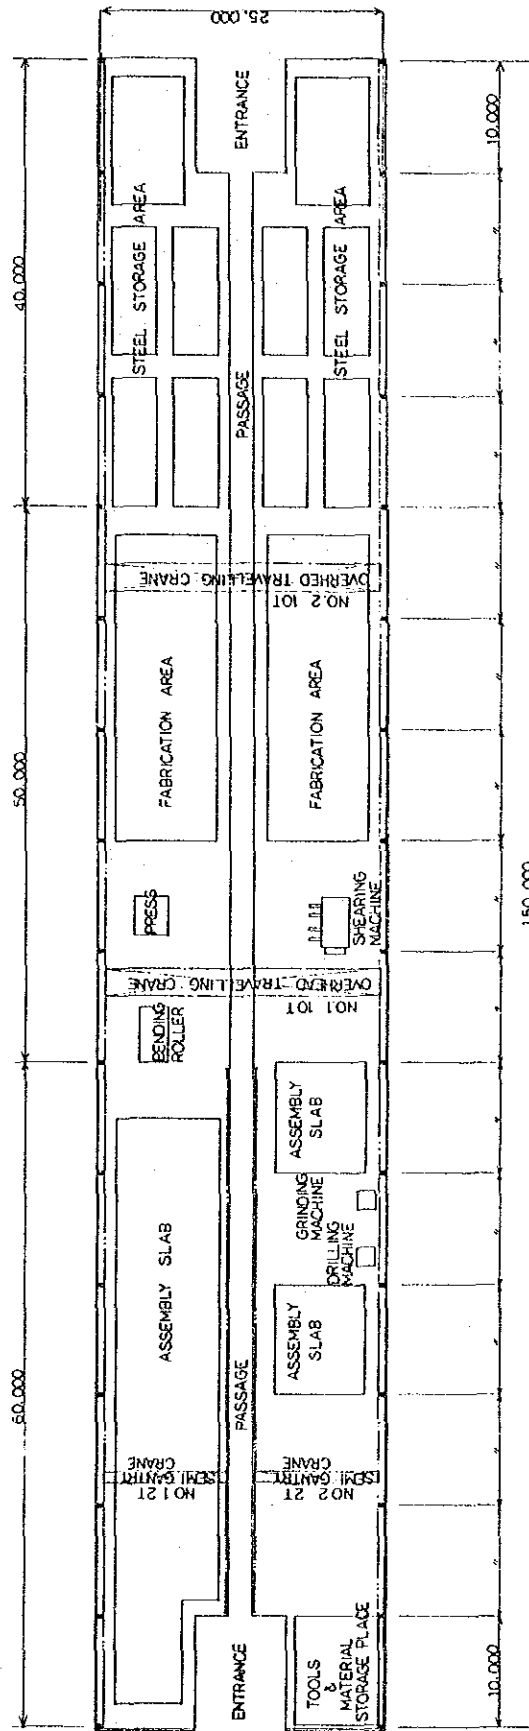 25.000
40.000
50.000
60.000
ENTRANCE
STEEL STORAGE AREA
STEEL STORAGE AREA
PASSAGE
10.000
OVERHED TRAVELLING CRANE
NO.2 10T
FABRICATION AREA
FABRICATION AREA
PRESS
SHEARING
MACHINE
150.000
OVERHEAD TRAVELLING CRANE
NO.1 10T
BENDING
ROLLER
ASSEMBLY
SLAB
GRINDING
MACHINE
DRILLING
MACHINE
ASSEMBLY SLAB
ASSEMBLY
SLAB
PASSAGE
SEMI GANTRY
CRANE
NO 1 2T
SEMI GANTRY
CRANE
NO.2 2T
ENTRANCE
TOOLS
&
MATERIAL
STORAGE PLACE
10.000